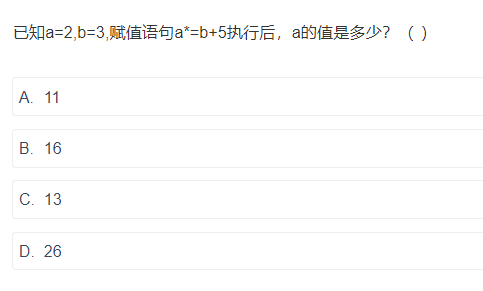 已知a=2,b=3,赋值语句a*=b+5执行后，a的值是多少？（ ）
A. 11
B. 16
C. 13
D. 26